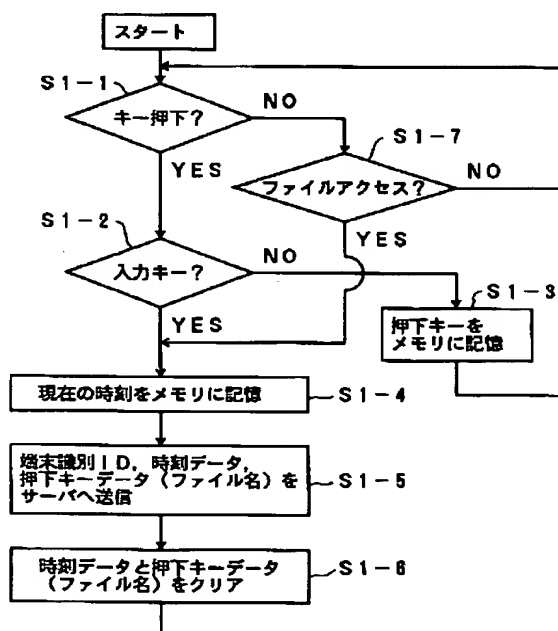 スタート
S1-1
キー押下?
NO
S1-7
YES
ファイルアクセス?
NO
S1-2
YES
入力キー?
NO
S1-3
YES
押下キーを
メモリに記憶
現在の時刻をメモリに記憶
S1-4
端末識別ID,時刻データ,
押下キーデータ(ファイル名)を
サーバへ送信
S1-5
時刻データと押下キーデータ
(ファイル名)をクリア
S1-6